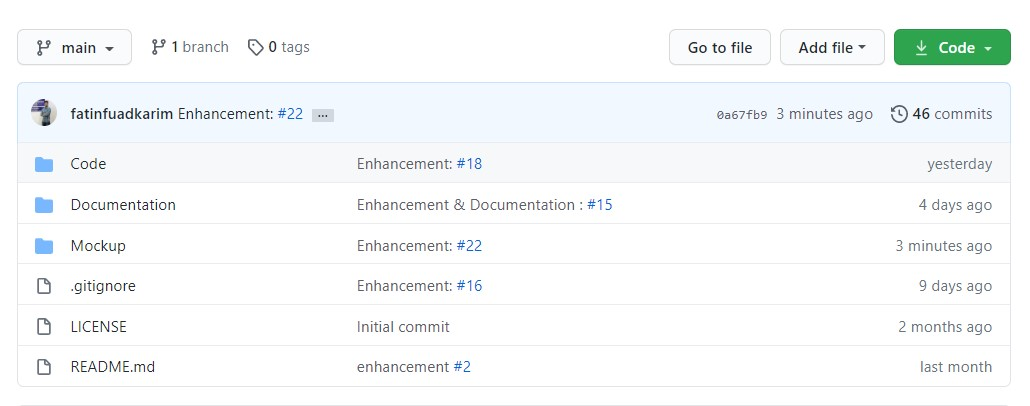 main 1 branch 0 tags Go to file Add file Code
fatinfuadkarim Enhancement: #22 ... 0a67fb9 3 minutes ago 46 commits
Code Enhancement: #18 yesterday
Documentation Enhancement & Documentation : #15 4 days ago
Mockup Enhancement: #22 3 minutes ago
.gitignore Enhancement: #16 9 days ago
LICENSE Initial commit 2 months ago
README.md enhancement #2 last month